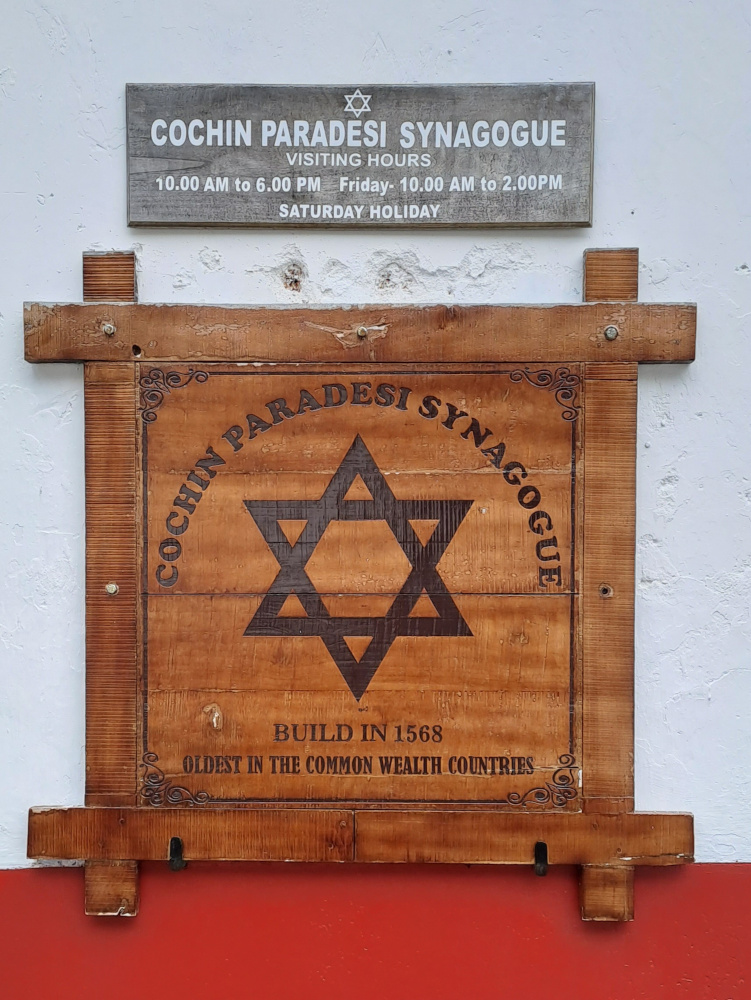 COCHIN PARADESI SYNAGOGUE
VISITING HOURS
10.00 AM to 6.00 PM Friday- 10.00 AM to 2.00PM
SATURDAY HOLIDAY
COCHIN PARADESI SYNAGOGUE
BUILD IN 1568
OLDEST IN THE COMMON WEALTH COUNTRIES